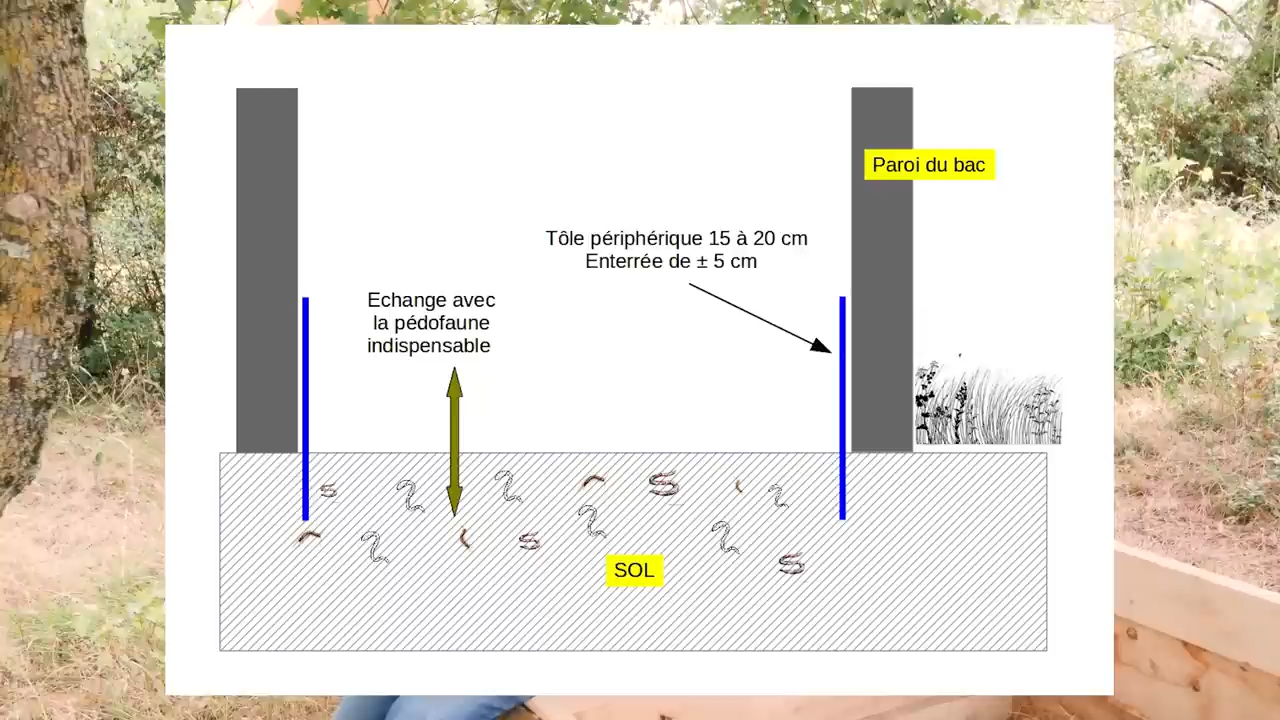 Paroi du bac
Tôle périphérique 15 à 20 cm
Enterrée de ± 5 cm
Echange avec
la pédofaune
indispensable
SOL